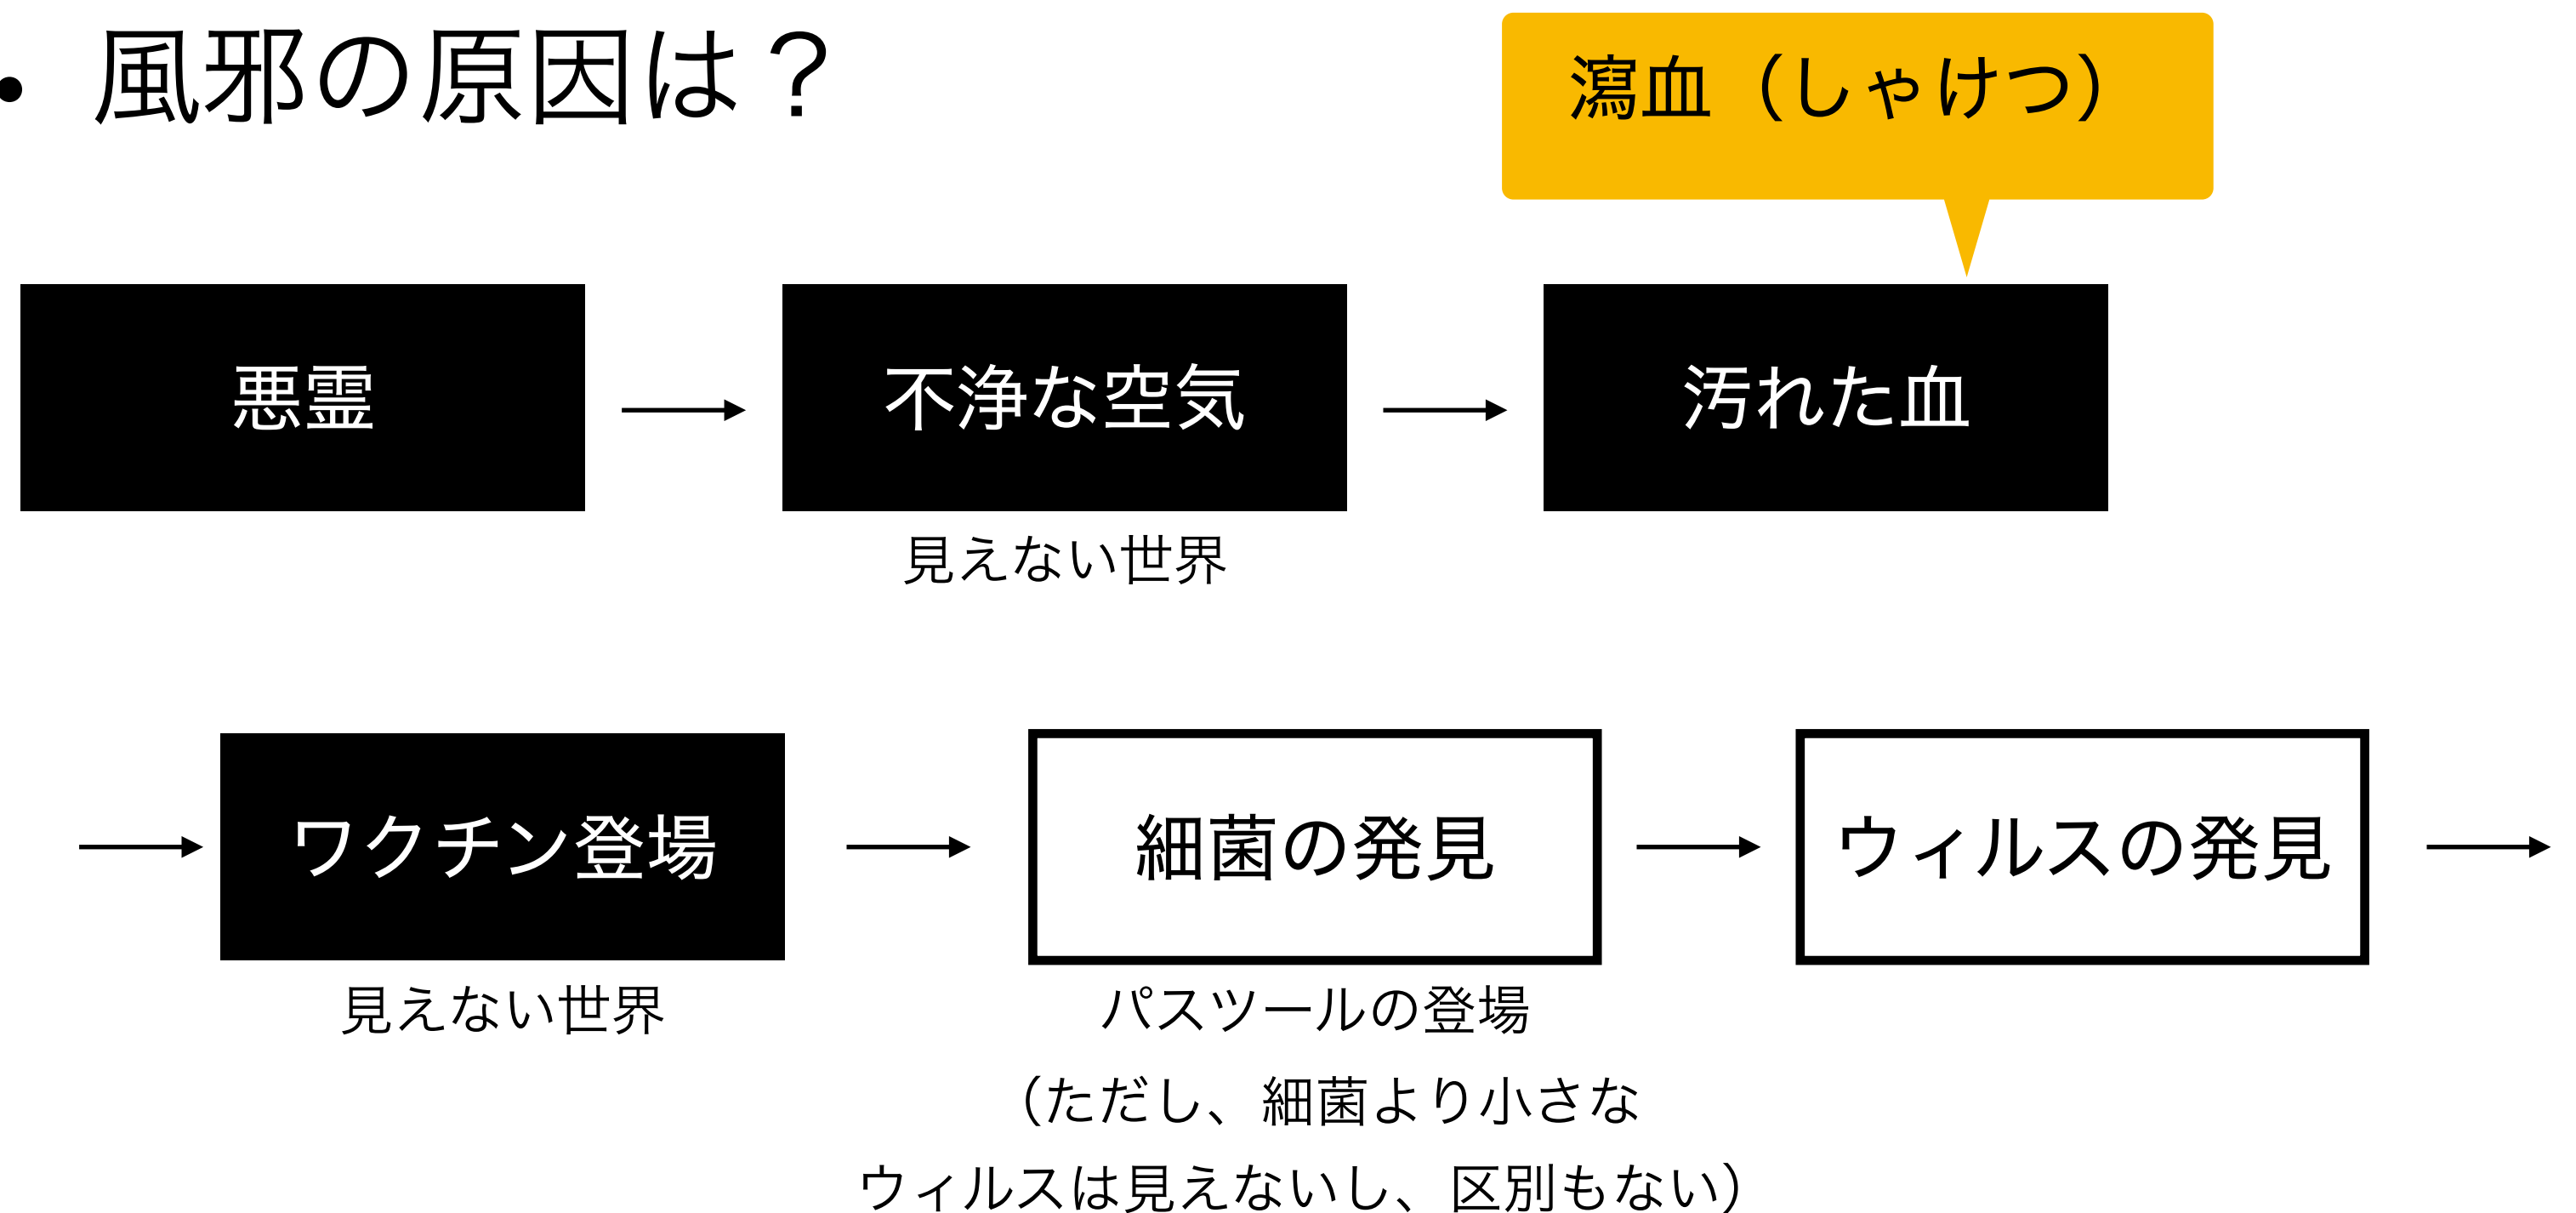 • 風邪の原因は？
瀉血（しゃけつ）
悪霊
不浄な空気
汚れた血
見えない世界
ワクチン登場
細菌の発見
ウィルスの発見
見えない世界
パスツールの登場
（ただし、細菌より小さな
ウィルスは見えないし、区別もない）